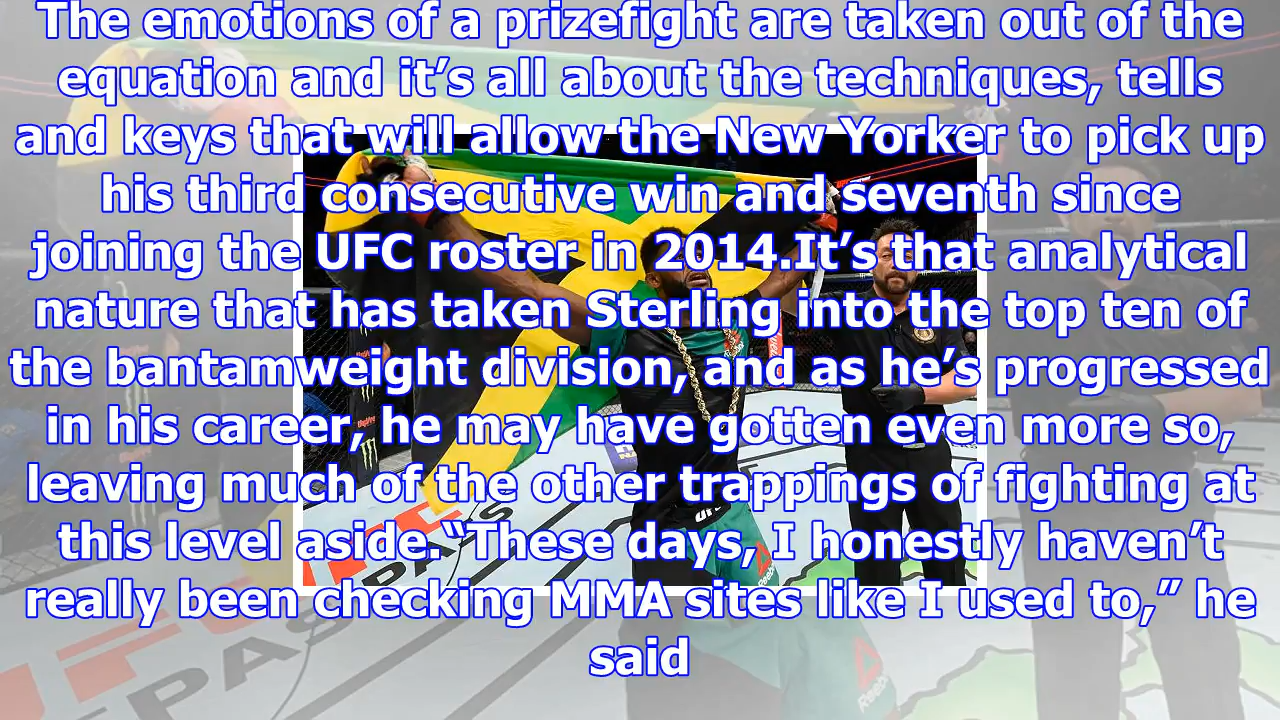 The emotions of a prizefight are taken out of the
equation and it’s all about the techniques, tells
and keys that will allow the New Yorker to pick up
his third consecutive win and seventh since
joining the UFC roster in 2014.It’s that analytical
nature that has taken Sterling into the top ten of
the bantamweight division, and as he’s progressed
in his career, he may have gotten even more so,
leaving much of the other trappings of fighting at
this level aside.“These days, I honestly haven’t
really been checking MMA sites like I used to,” he
said
PASS
Reebok
PASS
Reebok